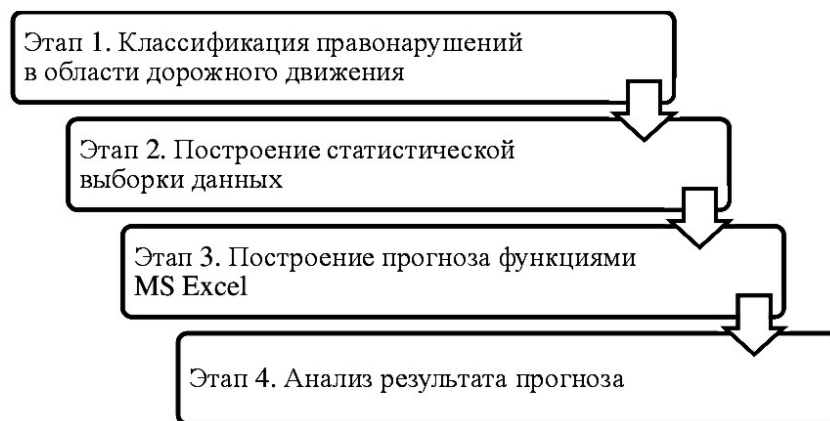 Этап 1. Классификация правонарушений
в области дорожного движения
Этап 2. Построение статистической
выборки данных
Этап 3. Построение прогноза функциями
MS Excel
Этап 4. Анализ результата прогноза